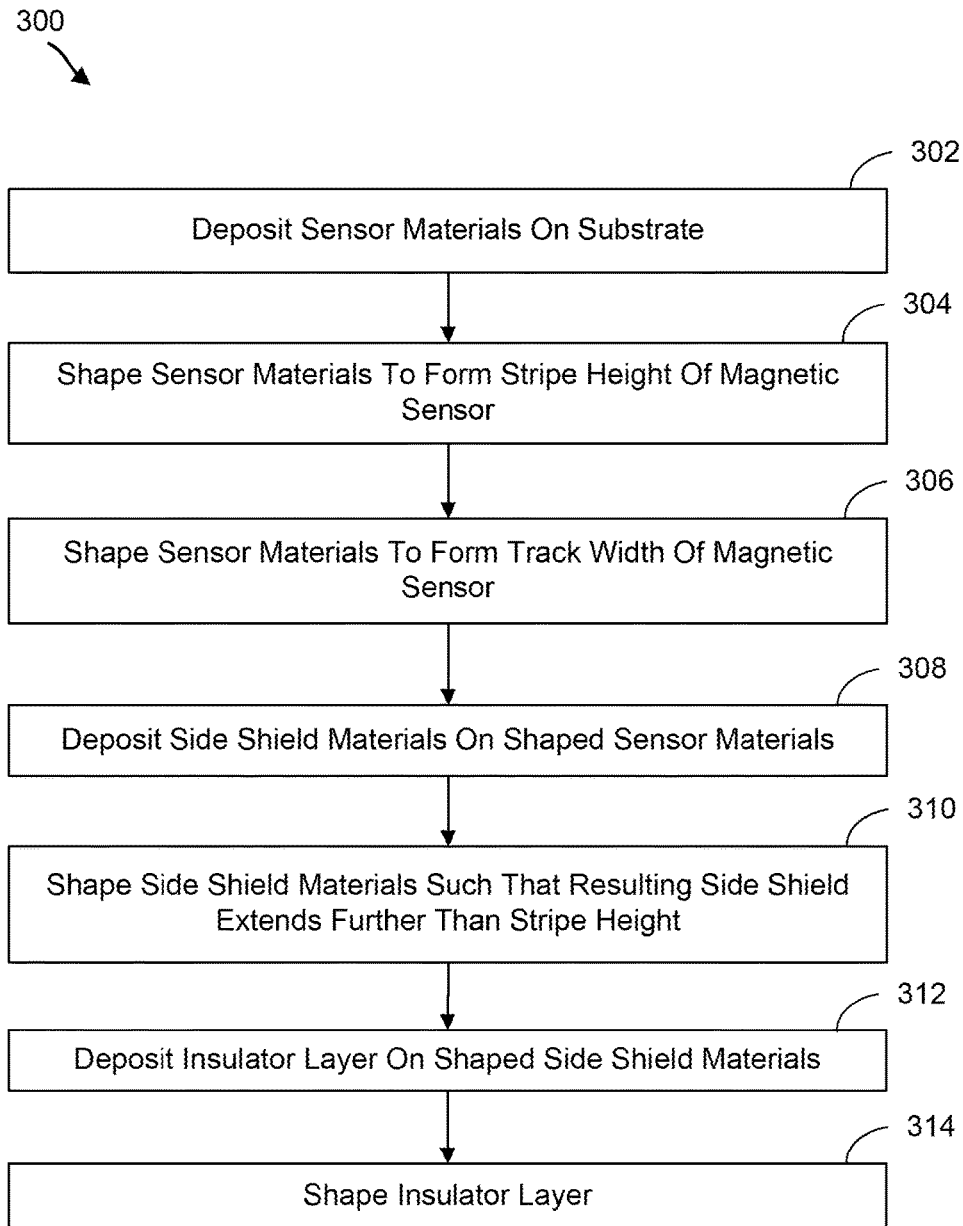 300
302
Deposit Sensor Materials On Substrate
304
Shape Sensor Materials To Form Stripe Height Of Magnetic
Sensor
306
Shape Sensor Materials To Form Track Width Of Magnetic
Sensor
308
Deposit Side Shield Materials On Shaped Sensor Materials
310
Shape Side Shield Materials Such That Resulting Side Shield
Extends Further Than Stripe Height
312
Deposit Insulator Layer On Shaped Side Shield Materials
314
Shape Insulator Layer